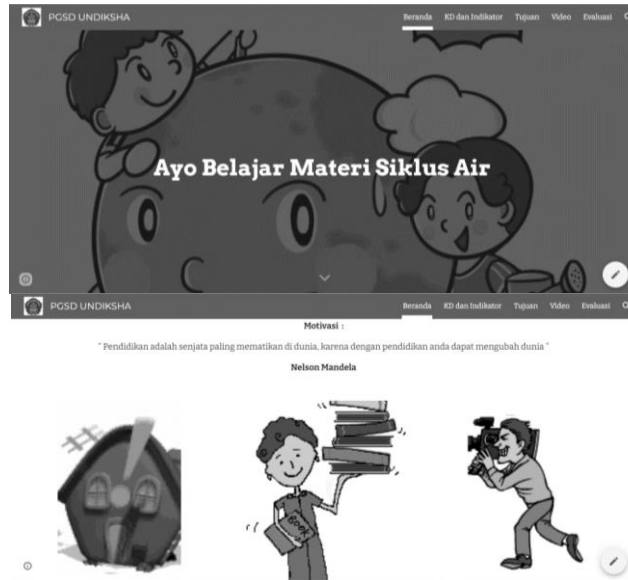 PGSD UNDIKSHA Beranda KD dan Indikator Tujuan Video Evaluasi
Ayo Belajar Materi Siklus Air
PGSD UNDIKSHA Beranda KD dan Indikator Tujuan Video Evaluasi
Motivasi :
" Pendidikan adalah senjata paling mematikan di dunia, karena dengan pendidikan anda dapat mengubah dunia "
Nelson Mandela
BOOK